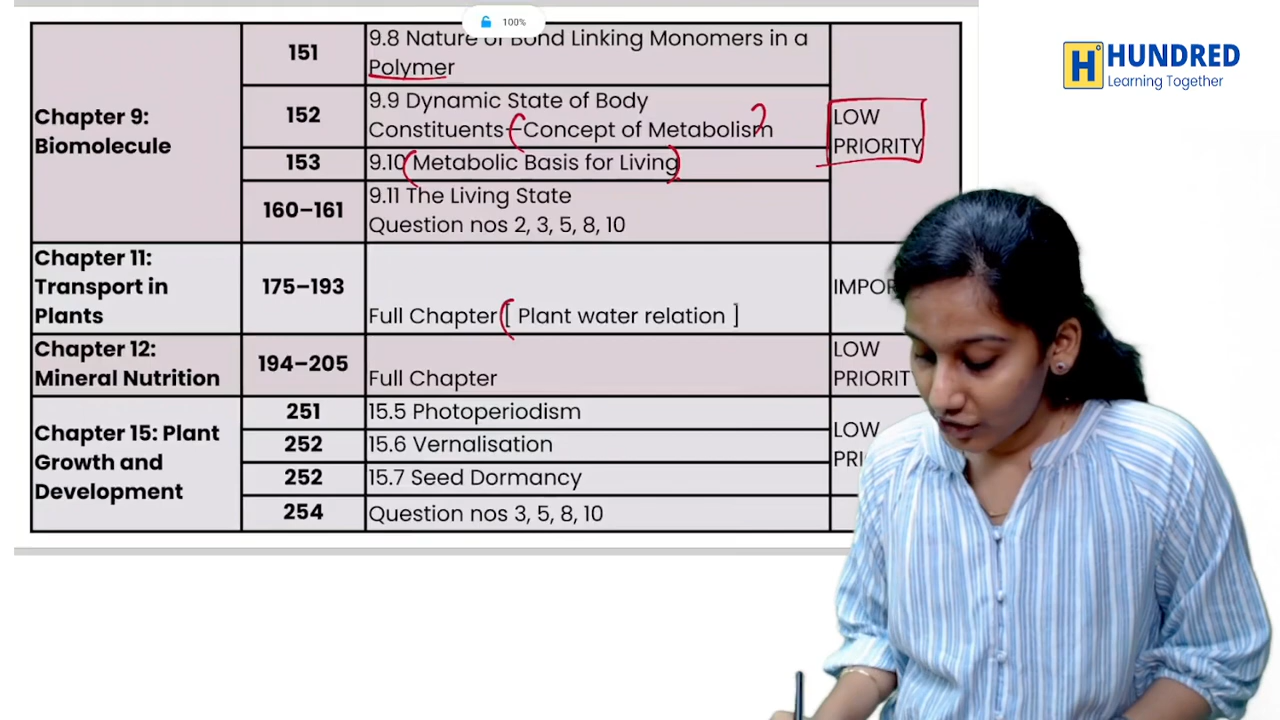 100%
HUNDRED
Learning Together
151
9.8 Nature of Bond Linking Monomers in a
Polymer
Chapter 9:
Biomolecule
152
9.9 Dynamic State of Body
Constituents–Concept of Metabolism
LOW
PRIORITY
153
9.10 Metabolic Basis for Living
160–161
9.11 The Living State
Question nos 2, 3, 5, 8, 10
Chapter 11:
Transport in
Plants
175–193
Full Chapter [ Plant water relation ]
Chapter 12:
Mineral Nutrition
194–205
Full Chapter
LOW
Chapter 15: Plant
Growth and
Development
251
15.5 Photoperiodism
252
15.6 Vernalisation
LOW
252
15.7 Seed Dormancy
254
Question nos 3, 5, 8, 10